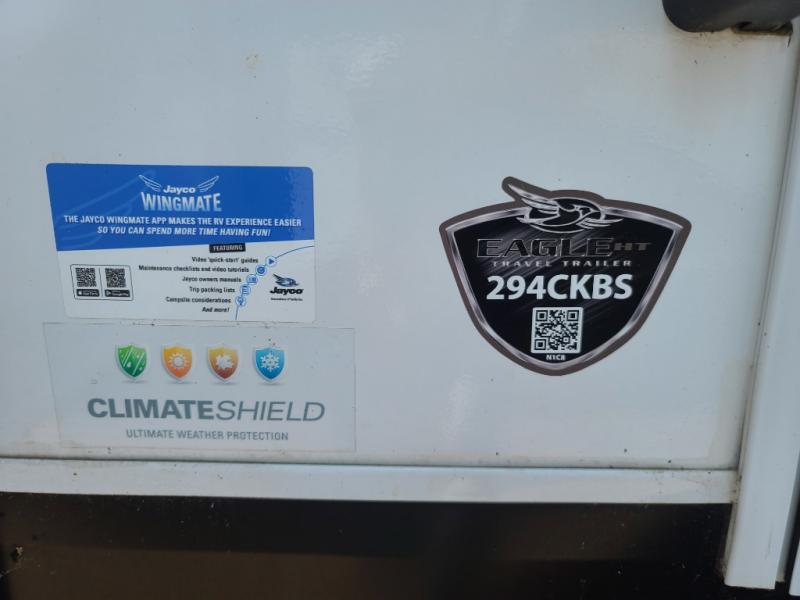 Jayco
WINGMATE
THE JAYCO WINGMATE APP MAKES THE RV EXPERIENCE EASIER
SO YOU CAN SPEND MORE TIME HAVING FUN!
FEATURING
Video 'quick-start' guides
Maintenance checklists and video tutorials
Jayco owners manuals
Trip packing lists
Campsite considerations
And more!
Jayco
CLIMATESHIELD
ULTIMATE WEATHER PROTECTION
EAGLE HT
TRAVEL TRAILER
294CKBS
N1C8